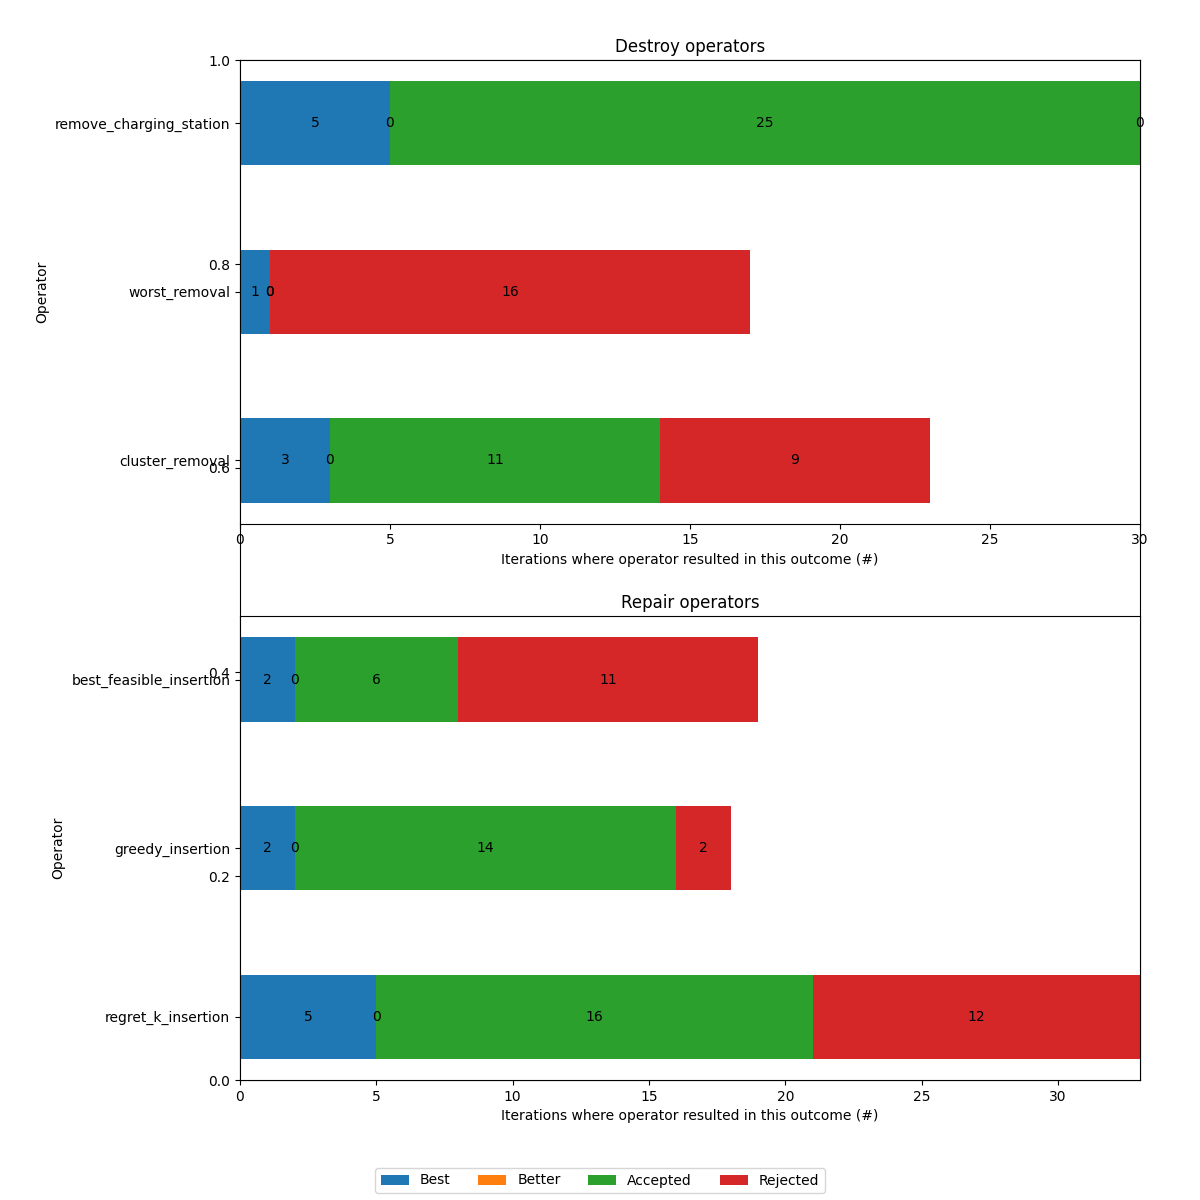 Destroy operators
1.0
remove_charging_station
5 0 25 0
0.8
Operator
worst_removal
1 0 0 16
cluster_removal
3 0 11 9
0.6
0 5 10 15 20 25 30
Iterations where operator resulted in this outcome (#)
Repair operators
0.4
best_feasible_insertion
2 0 6 11
Operator
greedy_insertion
2 0 14 2
0.2
regret_k_insertion
5 0 16 12
0.0
0 5 10 15 20 25 30
Iterations where operator resulted in this outcome (#)
Best Better Accepted Rejected